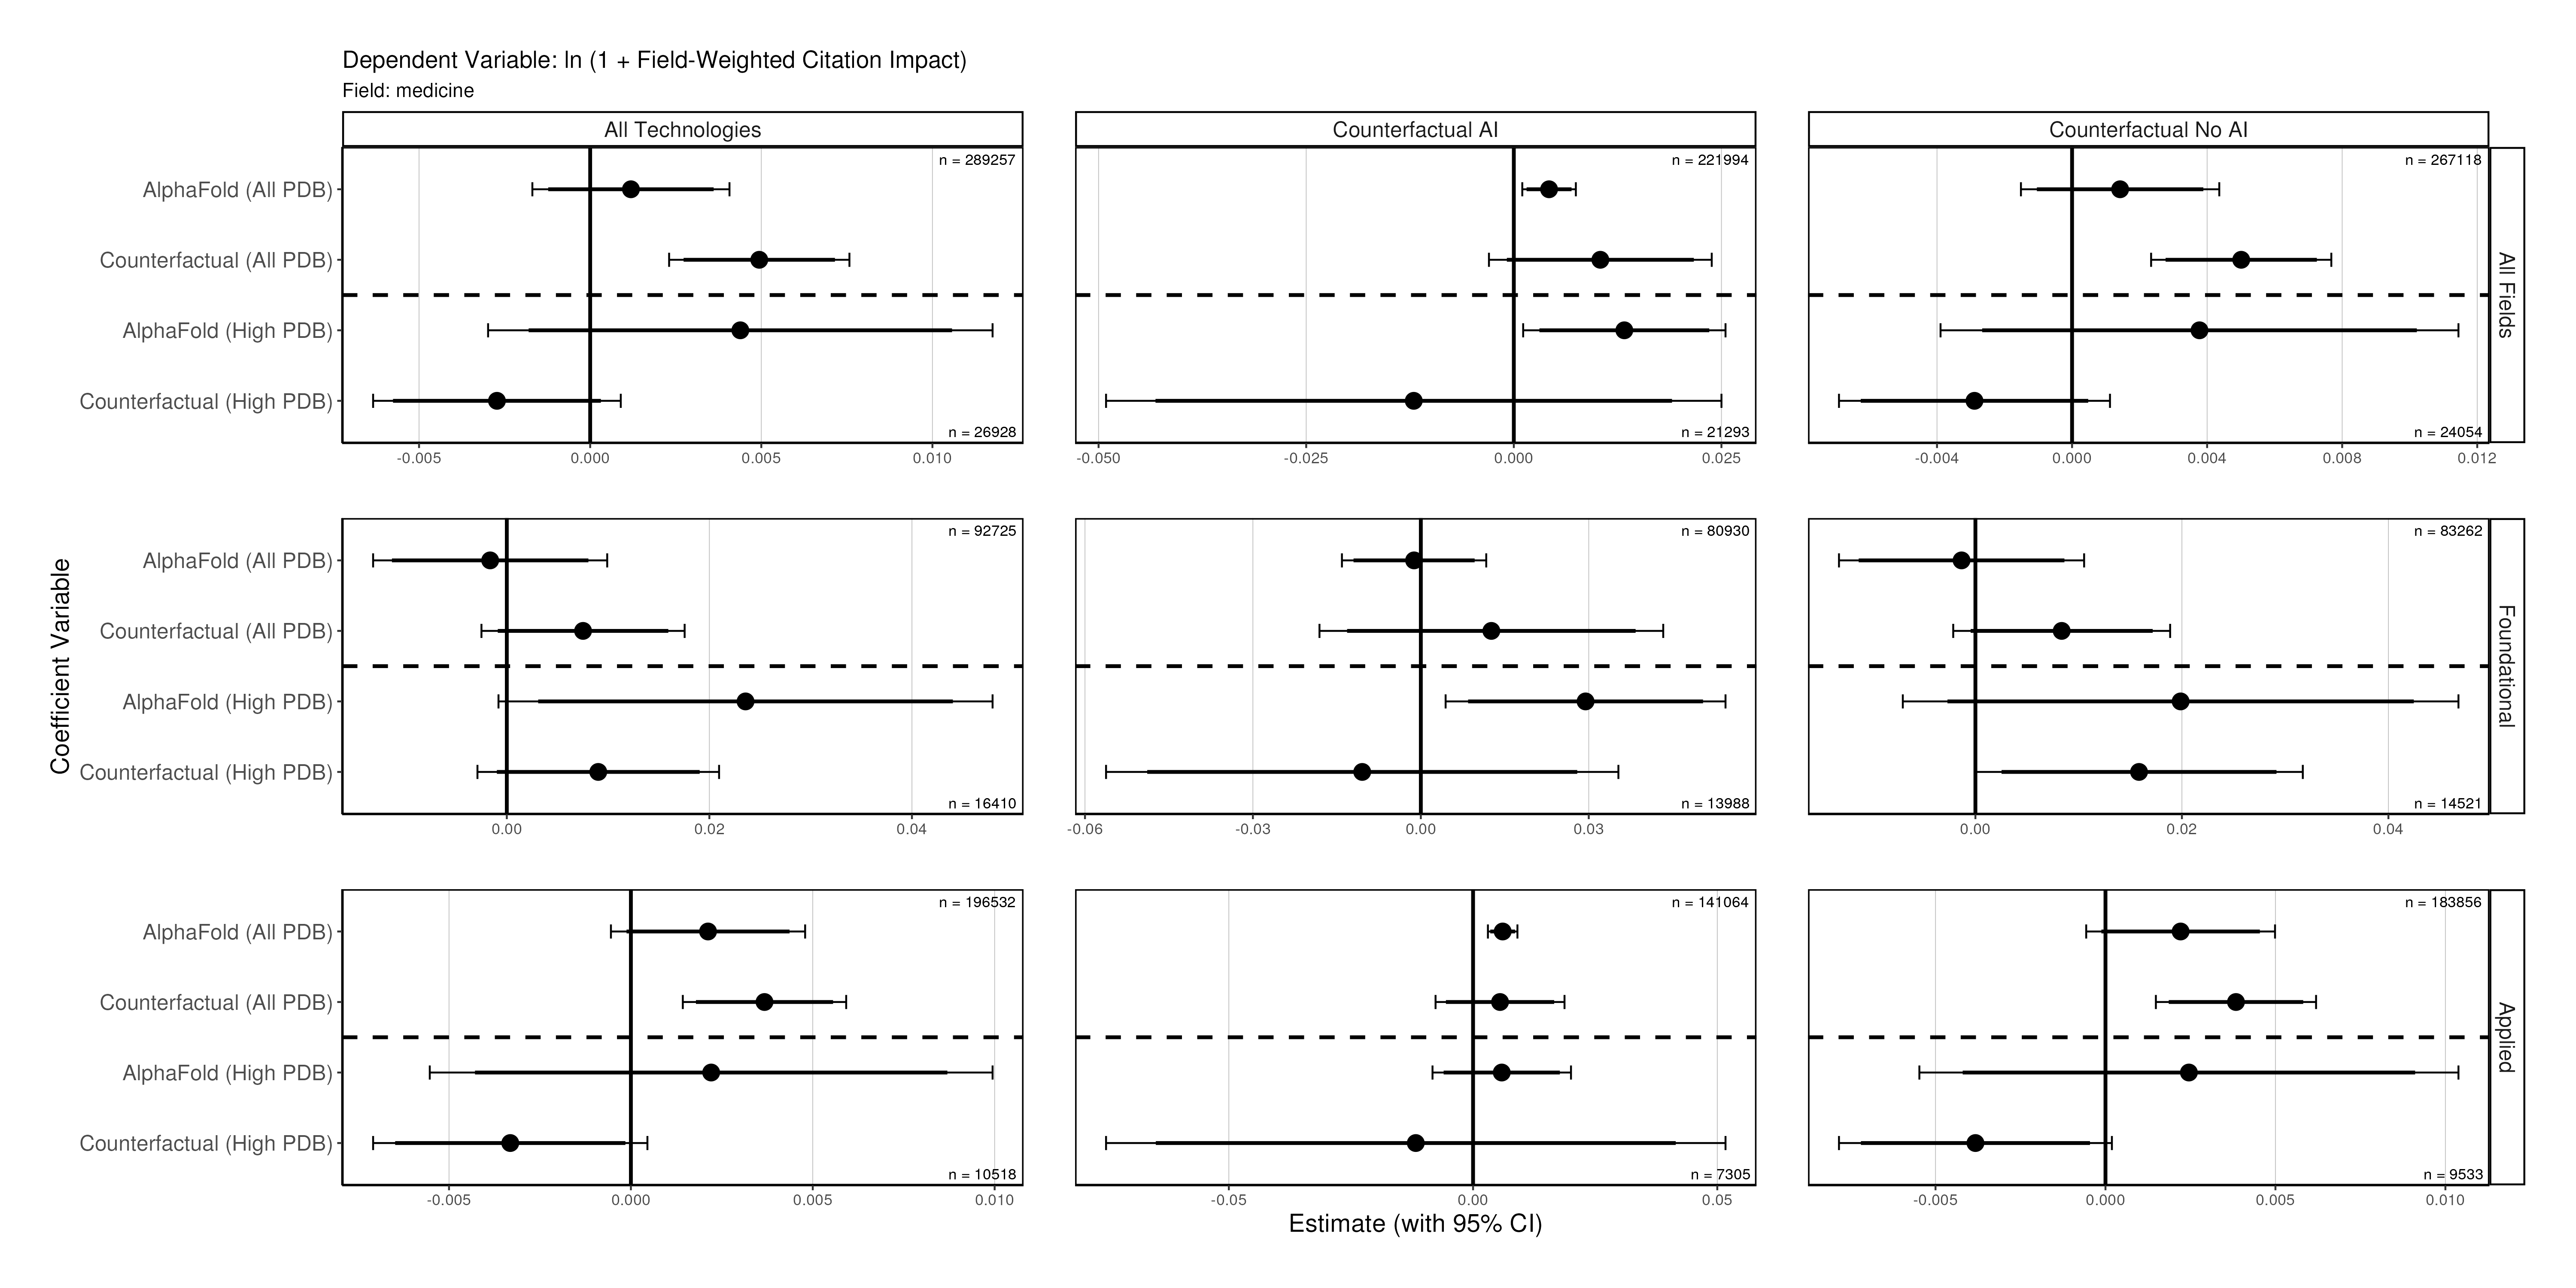 Dependent Variable: ln (1 + Field-Weighted Citation Impact)
Field: medicine
All Technologies
Counterfactual AI
Counterfactual No AI
Coefficient Variable
AlphaFold (All PDB)
Counterfactual (All PDB)
AlphaFold (High PDB)
Counterfactual (High PDB)
n = 289257
n = 26928
-0.005 0.000 0.005 0.010
n = 221994
n = 21293
-0.050 -0.025 0.000 0.025
n = 267118
n = 24054
-0.004 0.000 0.004 0.008 0.012
All Fields
AlphaFold (All PDB)
Counterfactual (All PDB)
AlphaFold (High PDB)
Counterfactual (High PDB)
n = 92725
n = 16410
0.00 0.02 0.04
n = 80930
n = 13988
-0.06 -0.03 0.00 0.03
n = 83262
n = 14521
0.00 0.02 0.04
Foundational
AlphaFold (All PDB)
Counterfactual (All PDB)
AlphaFold (High PDB)
Counterfactual (High PDB)
n = 196532
n = 10518
-0.005 0.000 0.005 0.010
n = 141064
n = 7305
-0.05 0.00 0.05
n = 183856
n = 9533
-0.005 0.000 0.005 0.010
Applied
Estimate (with 95% CI)